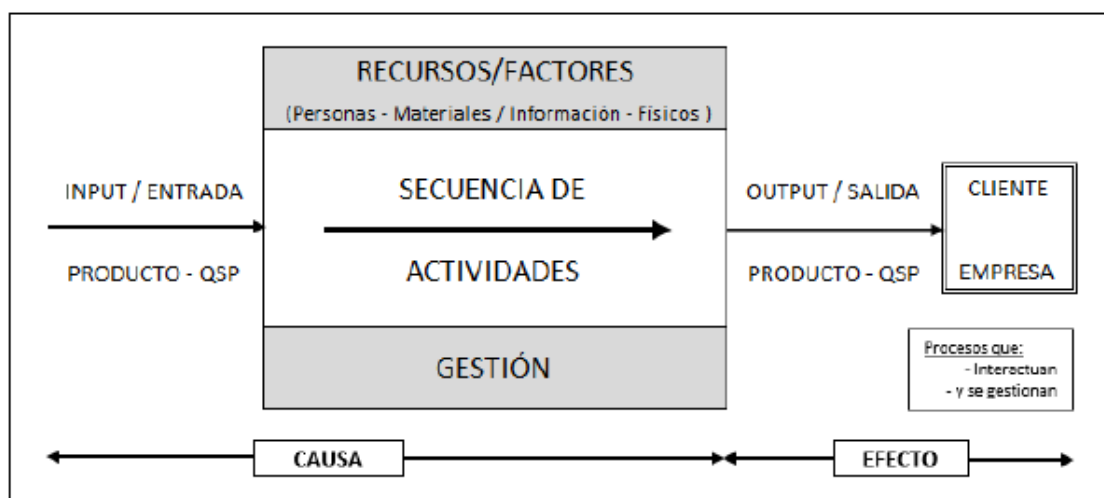 RECURSOS/FACTORES
(Personas - Materiales / Información - Físicos )
INPUT / ENTRADA
PRODUCTO - QSP
SECUENCIA DE
ACTIVIDADES
OUTPUT / SALIDA
PRODUCTO - QSP
CLIENTE
EMPRESA
GESTIÓN
Procesos que:
- Interactuan
- y se gestionan
CAUSA
EFECTO